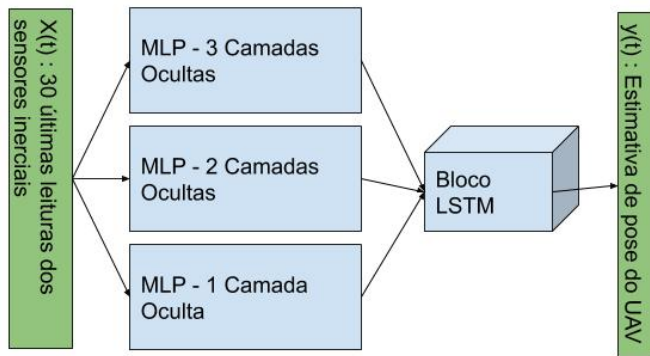 X(t) : 30 últimas leituras dos
sensores inerciais
MLP - 3 Camadas
Ocultas
MLP - 2 Camadas
Ocultas
MLP - 1 Camada
Oculta
Bloco
LSTM
y(t) : Estimativa de pose do UAV